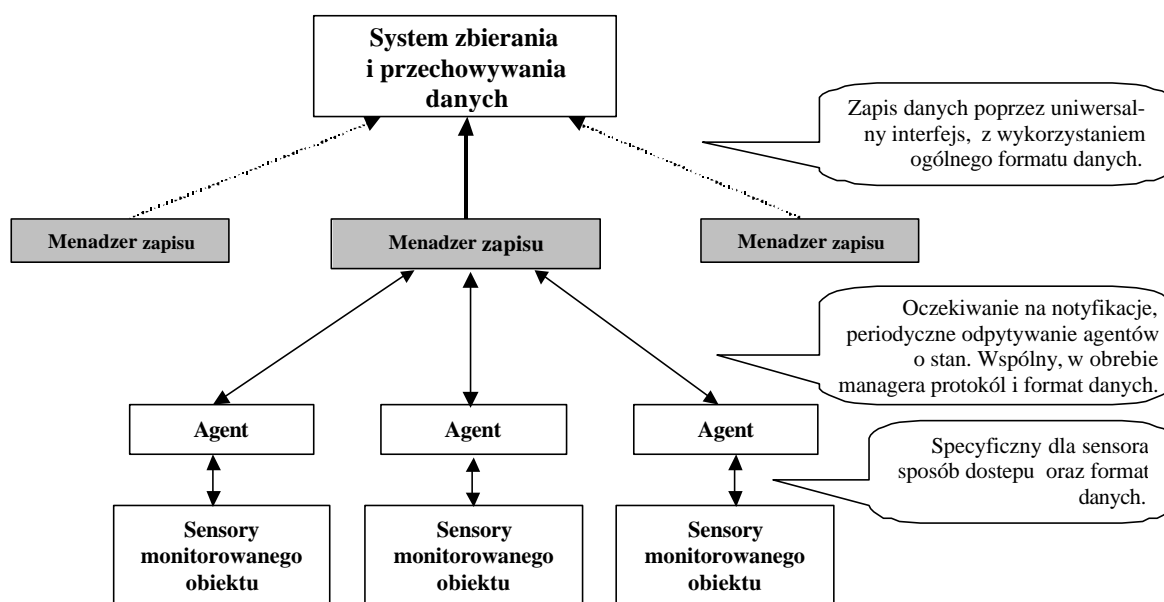 System zbierania
i przechowywania
danych
Zapis danych poprzez uniwersal-
ny interfejs, z wykorzystaniem
ogólnego formatu danych.
Menadzer zapisu
Menadzer zapisu
Menadzer zapisu
Oczekiwanie na notyfikacje,
periodyczne odpytywanie agentów
o stan. Wspólny, w obrebie
managera protokól i format danych.
Agent
Agent
Agent
Specyficzny dla sensora
sposób dostepu oraz format
danych.
Sensory
monitorowanego
obiektu
Sensory
monitorowanego
obiektu
Sensory
monitorowanego
obiektu